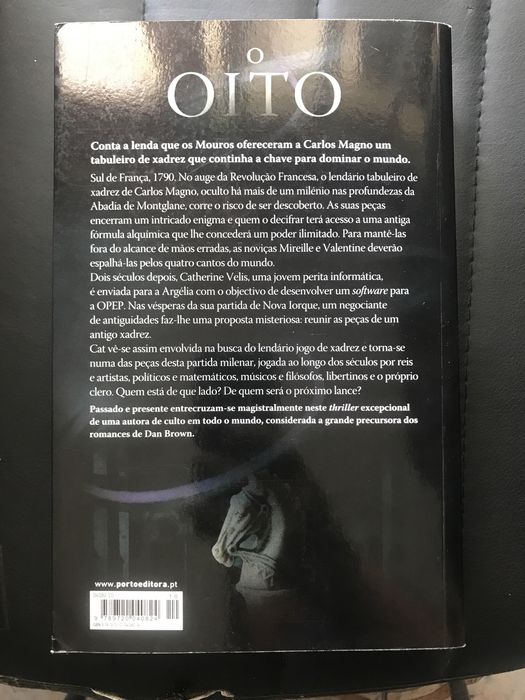 O
OITO
Conta a lenda que os Mouros ofereceram a Carlos Magno um
tabuleiro de xadrez que continha a chave para dominar o mundo.
Sul de França, 1790. No auge da Revolução Francesa, o lendário tabuleiro de
xadrez de Carlos Magno, oculto há mais de um milénio nas profundezas da
Abadia de Montglane, corre o risco de ser descoberto. As suas peças
encerram um intricado enigma e quem o decifrar terá acesso a uma antiga
fórmula alquímica que lhe concederá um poder ilimitado. Para mantê-las
fora do alcance de mãos erradas, as noviças Mireille e Valentine deverão
espalhá-las pelos quatro cantos do mundo.
Dois séculos depois, Catherine Velis, uma jovem perita informática,
é enviada para a Argélia com o objectivo de desenvolver um software para
a OPEP. Nas vésperas da sua partida de Nova Iorque, um negociante
de antiguidades faz-lhe uma proposta misteriosa: reunir as peças de um
antigo xadrez.
Cat vê-se assim envolvida na busca do lendário jogo de xadrez e torna-se
numa das peças desta partida milenar, jogada ao longo dos séculos por reis
e artistas, políticos e matemáticos, músicos e filósofos, libertinos e o próprio
clero. Quem está de que lado? De quem será o próximo lance?
Passado e presente entrecruzam-se magistralmente neste thriller excepcional
de uma autora de culto em todo o mundo, considerada a grande precursora dos
romances de Dan Brown.
www.portoeditora.pt
9 789720 040824